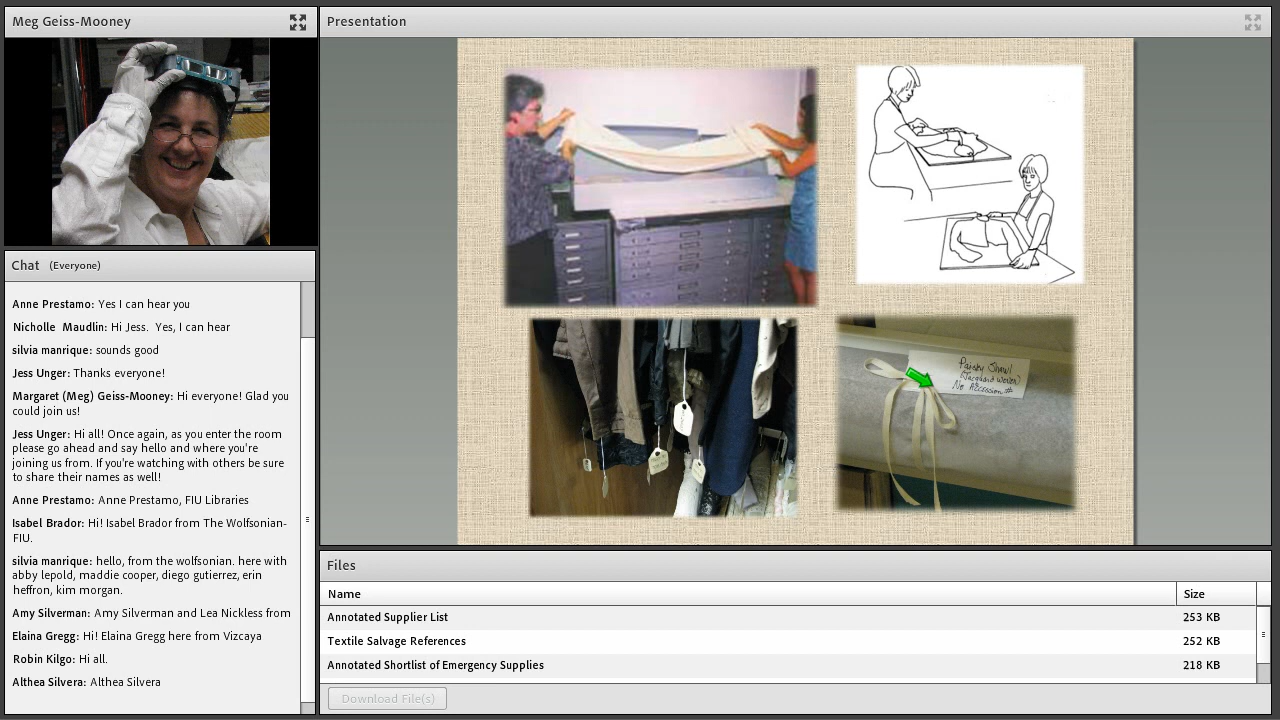 Meg Geiss-Mooney
Presentation
Paisley Shawl
(Jacquard woven)
No Accession #
Chat (Everyone)
Anne Prestamo: Yes I can hear you
Nicholle Maudlin: Hi Jess. Yes, I can hear
silvia manrique: sounds good
Jess Unger: Thanks everyone!
Margaret (Meg) Geiss-Mooney: Hi everyone! Glad you
could join us!
Jess Unger: Hi all! Once again, as you enter the room
please go ahead and say hello and where you're
joining us from. If you're watching with others be sure
to share their names as well!
Anne Prestamo: Anne Prestamo, FIU Libraries
Isabel Brador: Hi! Isabel Brador from The Wolfsonian-
FIU.
silvia manrique: hello, from the wolfsonian. here with
abby lepold, maddie cooper, diego gutierrez, erin
heffron, kim morgan.
Amy Silverman: Amy Silverman and Lea Nickless from
Elaina Gregg: Hi! Elaina Gregg here from Vizcaya
Robin Kilgo: Hi all.
Althea Silvera: Althea Silvera
Files
Name Size
Annotated Supplier List 253 KB
Textile Salvage References 252 KB
Annotated Shortlist of Emergency Supplies 218 KB
Download File(s)